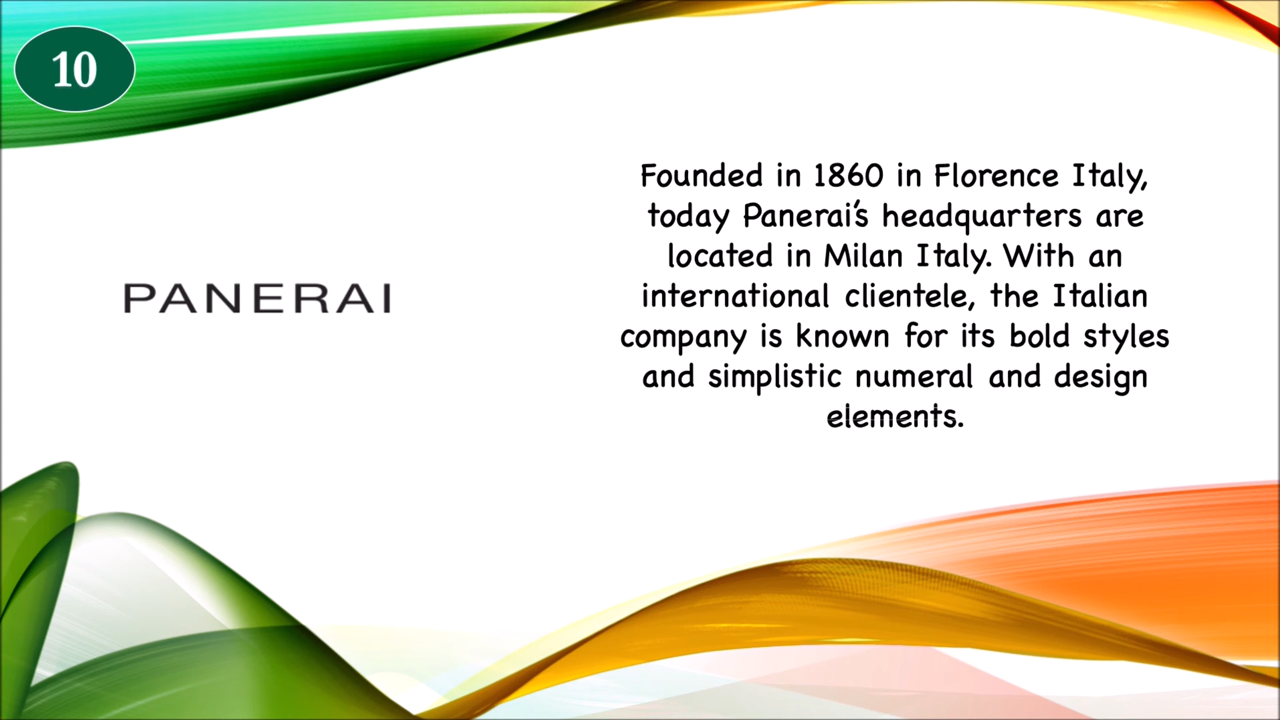 10
PANERAI
Founded in 1860 in Florence Italy,
today Panerai's headquarters are
located in Milan Italy. With an
international clientele, the Italian
company is known for its bold styles
and simplistic numeral and design
elements.